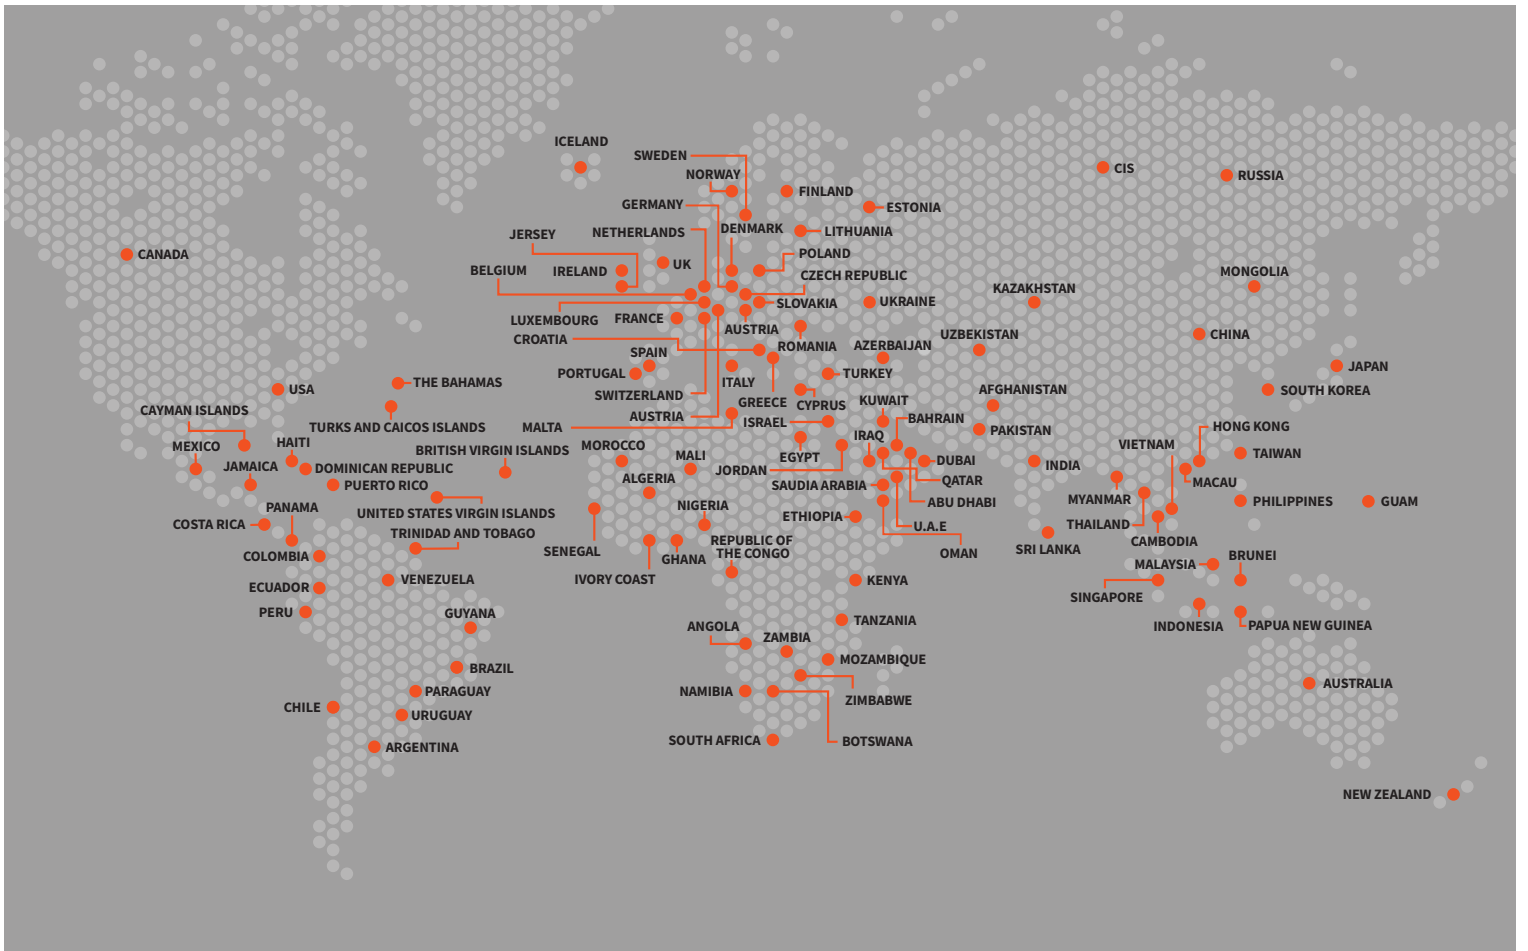 ICELAND
SWEDEN
NORWAY
FINLAND
CIS
RUSSIA
GERMANY
ESTONIA
JERSEY
NETHERLANDS
DENMARK
LITHUANIA
CANADA
BELGIUM
IRELAND
UK
POLAND
CZECH REPUBLIC
MONGOLIA
KAZAKHSTAN
LUXEMBOURG
FRANCE
SLOVAKIA
UKRAINE
AUSTRIA
CROATIA
ROMANIA
AZERBAIJAN
UZBEKISTAN
CHINA
SPAIN
PORTUGAL
ITALY
TURKEY
JAPAN
USA
THE BAHAMAS
SWITZERLAND
GREECE
CYPRUS
KUWAIT
AFGHANISTAN
SOUTH KOREA
CAYMAN ISLANDS
TURKS AND CAICOS ISLANDS
AUSTRIA
MALTA
ISRAEL
BAHRAIN
PAKISTAN
HONG KONG
MEXICO
HAITI
BRITISH VIRGIN ISLANDS
MOROCCO
MALI
EGYPT
IRAQ
VIETNAM
TAIWAN
JAMAICA
DOMINICAN REPUBLIC
JORDAN
DUBAI
INDIA
PUERTO RICO
ALGERIA
SAUDIA ARABIA
QATAR
MYANMAR
MACAU
PANAMA
UNITED STATES VIRGIN ISLANDS
NIGERIA
ABU DHABI
PHILIPPINES
GUAM
COSTA RICA
TRINIDAD AND TOBAGO
ETHIOPIA
U.A.E
THAILAND
COLOMBIA
SENEGAL
GHANA
REPUBLIC OF
THE CONGO
OMAN
SRI LANKA
CAMBODIA
BRUNEI
ECUADOR
VENEZUELA
IVORY COAST
KENYA
MALAYSIA
SINGAPORE
PERU
GUYANA
ANGOLA
ZAMBIA
TANZANIA
INDONESIA
PAPUA NEW GUINEA
BRAZIL
MOZAMBIQUE
PARAGUAY
NAMIBIA
ZIMBABWE
AUSTRALIA
CHILE
URUGUAY
ARGENTINA
SOUTH AFRICA
BOTSWANA
NEW ZEALAND